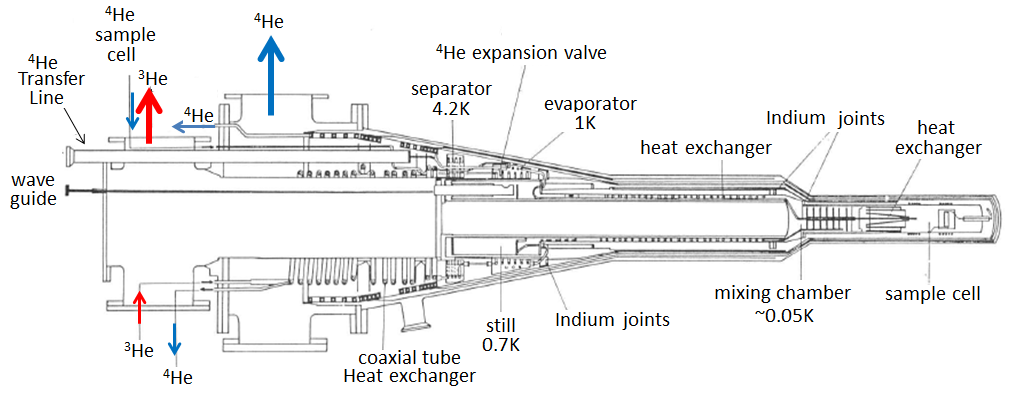 ⁴He
sample
cell
⁴He
Transfer
Line
³He
⁴He
⁴He
separator
4.2K
⁴He expansion valve
evaporator
1K
Indium joints
heat exchanger
heat
exchanger
wave
guide
³He
⁴He
coaxial tube
Heat exchanger
still
0.7K
Indium joints
mixing chamber
~0.05K
sample cell